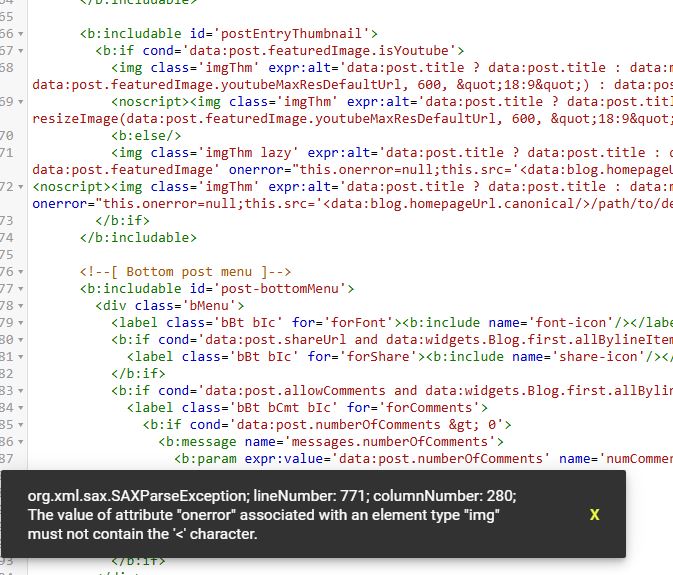 </b:includable>
65
66 <b:includable id='postEntryThumbnail'>
67 <b:if cond='data:post.featuredImage.isYoutube'>
68 <img class='imgThm' expr:alt='data:post.title ? data:post.title : data:m
data:post.featuredImage.youtubeMaxResDefaultUrl, 600, &quot;18:9&quot;) : data:pos
69 <noscript><img class='imgThm' expr:alt='data:post.title ? data:post.titl
resizeImage(data:post.featuredImage.youtubeMaxResDefaultUrl, 600, &quot;18:9&quot;
70 <b:else/>
71 <img class='imgThm lazy' expr:alt='data:post.title ? data:post.title : d
data:post.featuredImage' onerror="this.onerror=null;this.src='<data:blog.homepageU
72 <noscript><img class='imgThm' expr:alt='data:post.title ? data:post.title : data:m
onerror="this.onerror=null;this.src='<data:blog.homepageUrl.canonical/>/path/to/de
73 </b:if>
74 </b:includable>
75
76 <!--[ Bottom post menu ]-->
77 <b:includable id='post-bottomMenu'>
78 <div class='bMenu'>
79 <label class='bBt bIc' for='forFont'><b:include name='font-icon'/></labe
80 <b:if cond='data:post.shareUrl and data:widgets.Blog.first.allBylineItem
81 <label class='bBt bIc' for='forShare'><b:include name='share-icon'/></
82 </b:if>
83 <b:if cond='data:post.allowComments and data:widgets.Blog.first.allBylin
84 <label class='bBt bCmt bIc' for='forComments'>
85 <b:if cond='data:post.numberOfComments &gt; 0'>
86 <b:message name='messages.numberOfComments'>
87 <b:param expr:value='data:post.numberOfComments' name='numCommen
org.xml.sax.SAXParseException; lineNumber: 771; columnNumber: 280;
The value of attribute "onerror" associated with an element type "img"
must not contain the '<' character.
X
93 </b:if>